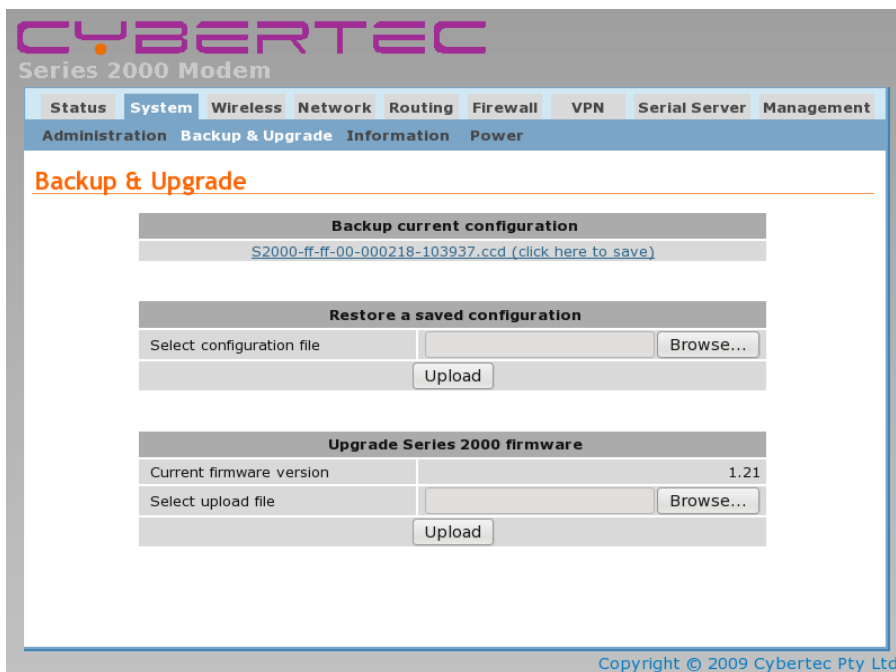 CYBERTEC
Series 2000 Modem
Status System Wireless Network Routing Firewall VPN Serial Server Management
Administration Backup & Upgrade Information Power
Backup & Upgrade
Backup current configuration
S2000-ff-ff-00-000218-103937.ccd (click here to save)
Restore a saved configuration
Select configuration file Browse...
Upload
Upgrade Series 2000 firmware
Current firmware version 1.21
Select upload file Browse...
Upload
Copyright © 2009 Cybertec Pty Ltd